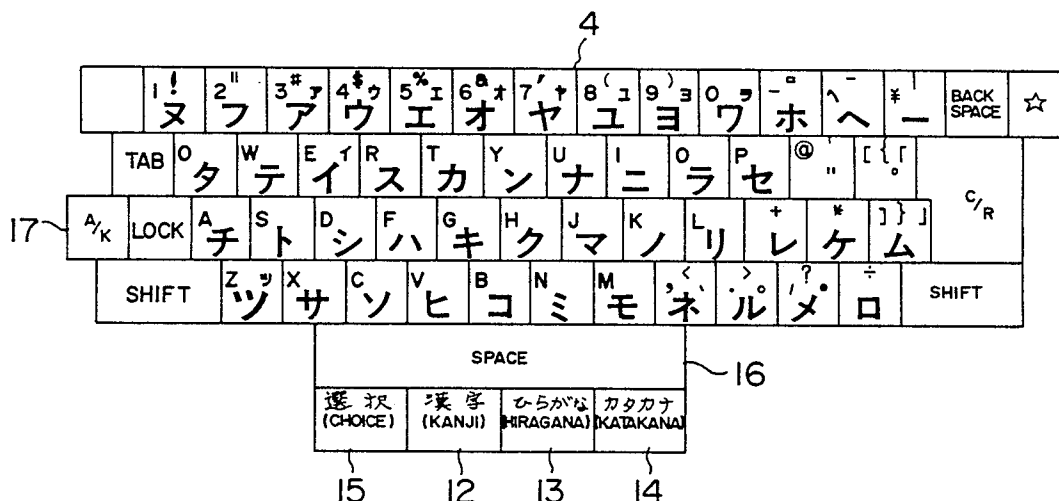 4
1 ! ヌ 2 " フ 3 # ァ ア 4 $ ゥ ウ 5 % ェ エ 6 & ォ オ 7 ' ャ ヤ 8 ( ュ ユ 9 ) ョ ヨ 0 ヲ ワ - ホ ^ ヘ ¥ | ー BACK SPACE ☆
TAB O タ W テ E ィ イ R ス T カ Y ン U ナ I ニ O ラ P セ @ " [ { 「 °
17 A/K LOCK A チ S ト D シ F ハ G キ H ク J マ K ノ L リ + レ * ケ ] } 」 ム C/R
SHIFT Z ッ ツ X サ C ソ V ヒ B コ N ミ M モ , < 、 ネ . > 。 ル / ? ・ メ ÷ ロ SHIFT
SPACE 16
選択 漢字 ひらがな カタカナ
(CHOICE) (KANJI) (HIRAGANA) (KATAKANA)
15 12 13 14